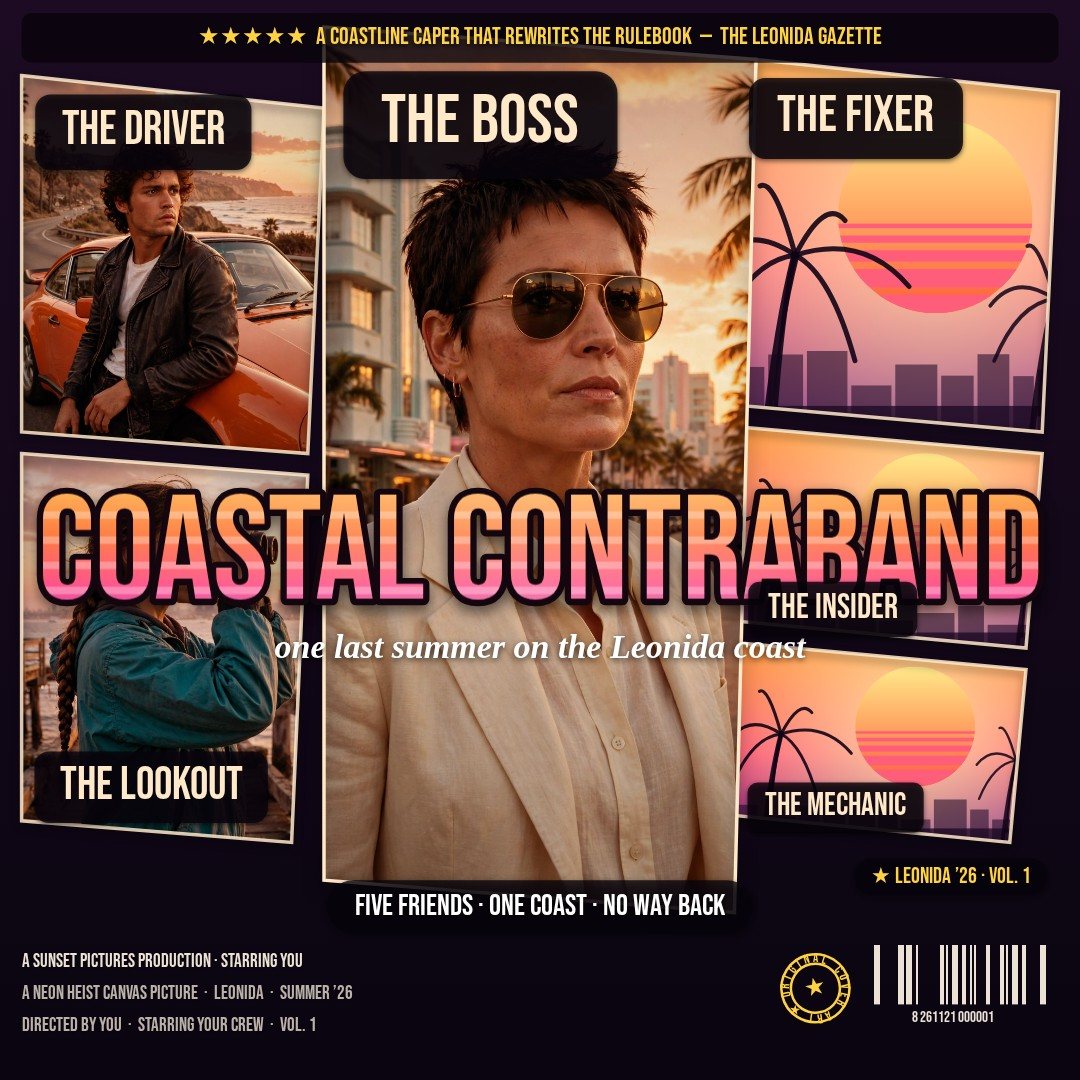 ★★★★★ A COASTLINE CAPER THAT REWRITES THE RULEBOOK – THE LEONIDA GAZETTE
THE DRIVER
THE BOSS
THE FIXER
COASTAL CONTRABAND
THE INSIDER
one last summer on the Leonida coast
THE LOOKOUT
THE MECHANIC
★ LEONIDA ’26 · VOL. 1
FIVE FRIENDS · ONE COAST · NO WAY BACK
A SUNSET PICTURES PRODUCTION · STARRING YOU
A NEON HEIST CANVAS PICTURE · LEONIDA · SUMMER ’26
DIRECTED BY YOU · STARRING YOUR CREW · VOL. 1
ORIGINAL COVER ART ★
8 261121 000001